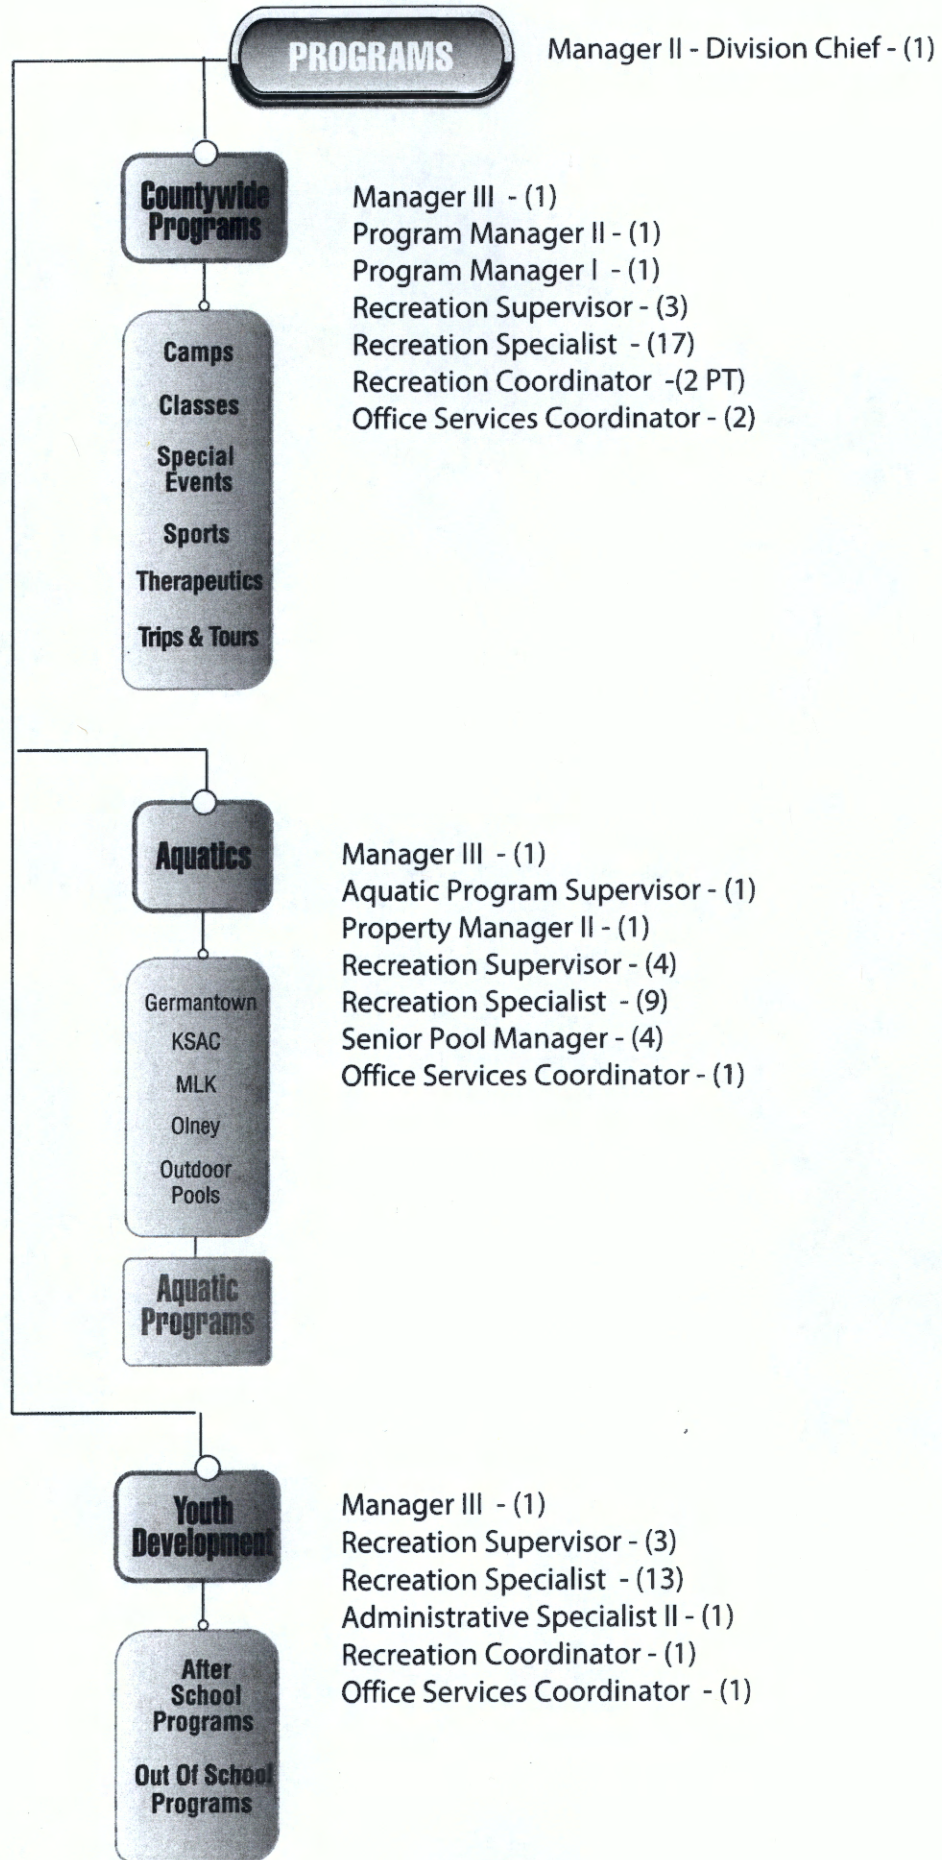 PROGRAMS
Manager II - Division Chief - (1)
Countywide
Programs
Manager III - (1)
Program Manager II - (1)
Program Manager I - (1)
Recreation Supervisor - (3)
Recreation Specialist - (17)
Recreation Coordinator -(2 PT)
Office Services Coordinator - (2)
Camps
Classes
Special
Events
Sports
Therapeutics
Trips & Tours
Aquatics
Manager III - (1)
Aquatic Program Supervisor - (1)
Property Manager II - (1)
Recreation Supervisor - (4)
Recreation Specialist - (9)
Senior Pool Manager - (4)
Office Services Coordinator - (1)
Germantown
KSAC
MLK
Olney
Outdoor
Pools
Aquatic
Programs
Youth
Development
Manager III - (1)
Recreation Supervisor - (3)
Recreation Specialist - (13)
Administrative Specialist II - (1)
Recreation Coordinator - (1)
Office Services Coordinator - (1)
After
School
Programs
Out Of School
Programs